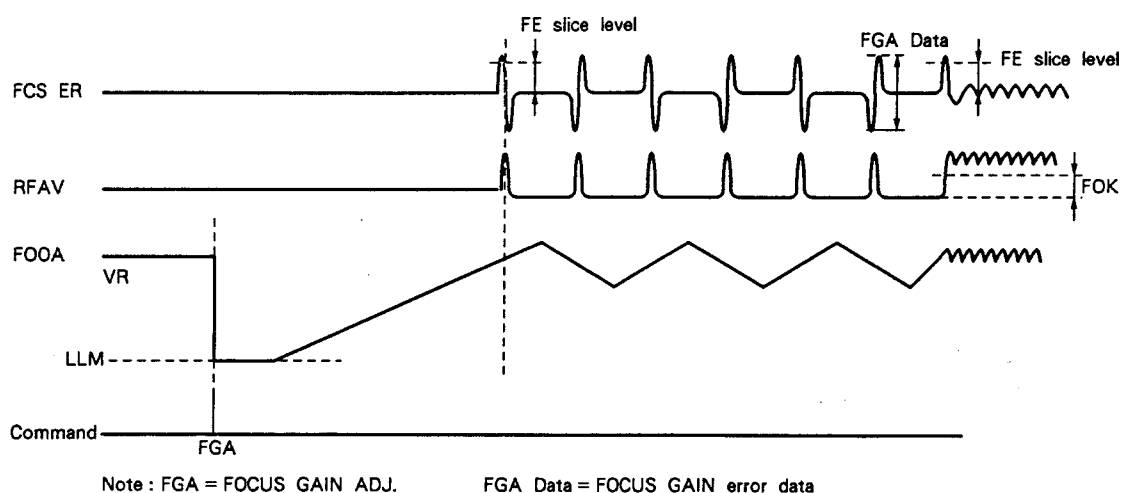 FE slice level
FGA Data
FE slice level
FCS ER
RFAV
FOK
FOOA
VR
LLM
Command
FGA
Note : FGA = FOCUS GAIN ADJ. FGA Data = FOCUS GAIN error data